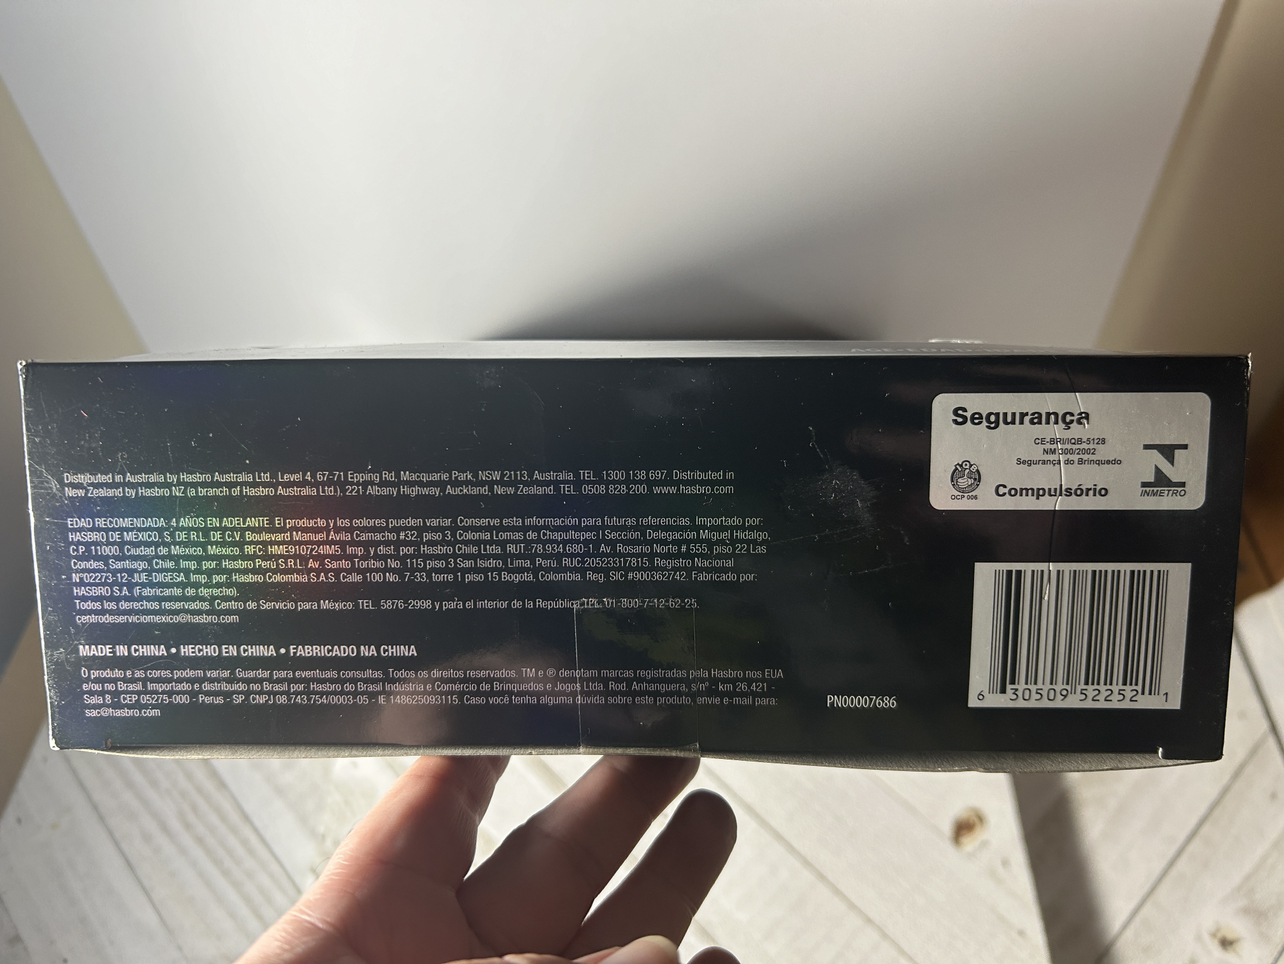 Distributed in Australia by Hasbro Australia Ltd., Level 4, 67-71 Epping Rd, Macquarie Park, NSW 2113, Australia. TEL. 1300 138 697. Distributed in
New Zealand by Hasbro NZ (a branch of Hasbro Australia Ltd.), 221 Albany Highway, Auckland, New Zealand. TEL. 0508 828 200. www.hasbro.com
EDAD RECOMENDADA: 4 AÑOS EN ADELANTE. El producto y los colores pueden variar. Conserve esta información para futuras referencias. Importado por:
HASBRO DE MÉXICO, S. DE R.L. DE C.V. Boulevard Manuel Ávila Camacho #32, piso 3, Colonia Lomas de Chapultepec I Sección, Delegación Miguel Hidalgo,
C.P. 11000, Ciudad de México, México. RFC: HME910724IM5. Imp. y dist. por: Hasbro Chile Ltda. RUT.:78.934.680-1. Av. Rosario Norte # 555, piso 22 Las
Condes, Santiago, Chile. Imp. por: Hasbro Perú S.R.L. Av. Santo Toribio No. 115 piso 3 San Isidro, Lima, Perú. RUC.20523317815. Registro Nacional
N°02273-12-JUE-DIGESA. Imp. por: Hasbro Colombia S.A.S. Calle 100 No. 7-33, torre 1 piso 15 Bogotá, Colombia. Reg. SIC #900362742. Fabricado por:
HASBRO S.A. (Fabricante de derecho).
Todos los derechos reservados. Centro de Servicio para México: TEL. 5876-2998 y para el interior de la República TEL. 01-800-7-12-62-25.
centrodeserviciomexico@hasbro.com
MADE IN CHINA • HECHO EN CHINA • FABRICADO NA CHINA
O produto e as cores podem variar. Guardar para eventuais consultas. Todos os direitos reservados. TM e ® denotam marcas registradas pela Hasbro nos EUA
e/ou no Brasil. Importado e distribuído no Brasil por: Hasbro do Brasil Indústria e Comércio de Brinquedos e Jogos Ltda. Rod. Anhanguera, s/nº - km 26,421 -
Sala 8 - CEP 05275-000 - Perus - SP. CNPJ 08.743.754/0003-05 - IE 148625093115. Caso você tenha alguma dúvida sobre este produto, envie e-mail para:
sac@hasbro.com
PN00007686
Segurança
CE-BRI/IQB-5128
NM 300/2002
Segurança do Brinquedo
IQB
OCP 006
Compulsório
INMETRO
6 30509 52252 1